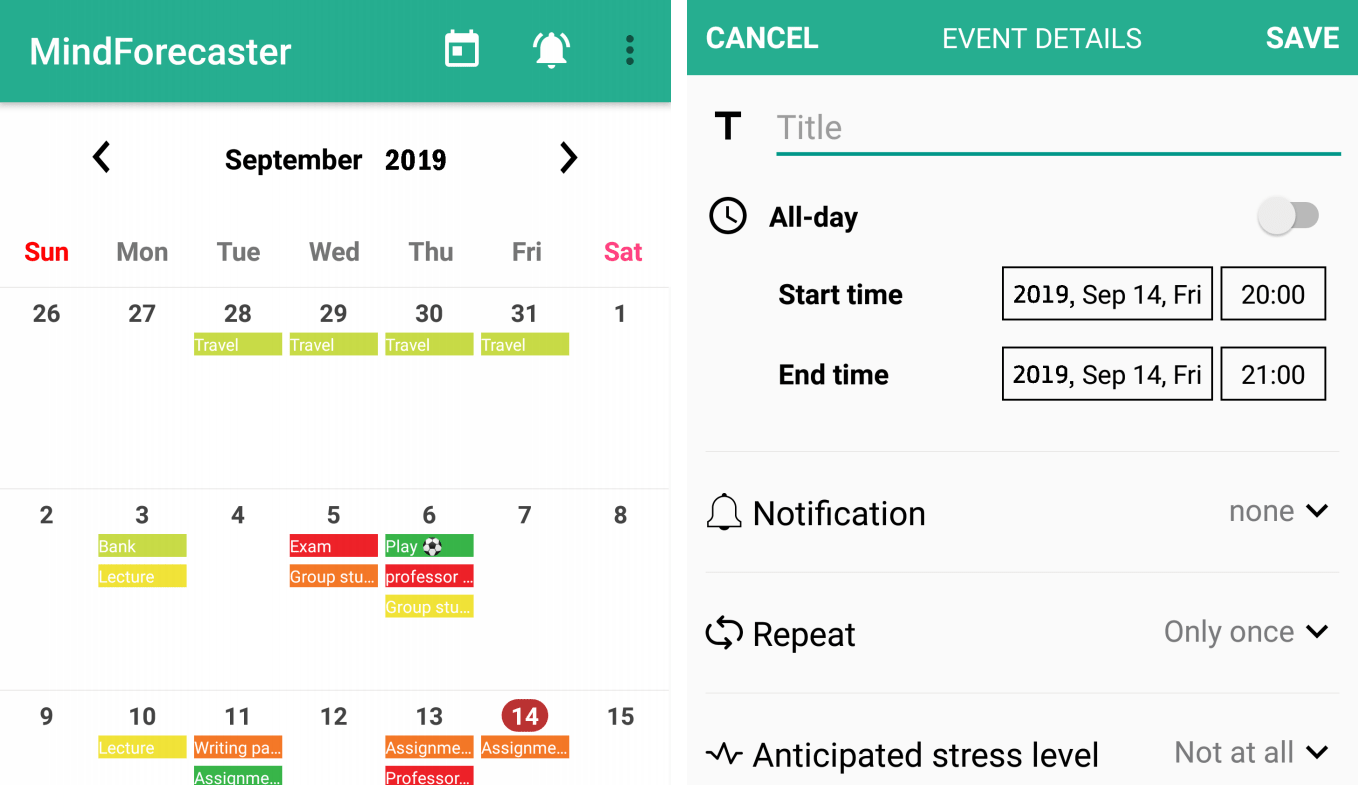 MindForecaster
September 2019
Sun Mon Tue Wed Thu Fri Sat
26 27 28 29 30 31 1
Travel Travel Travel Travel
2 3 4 5 6 7 8
Bank Exam Play ⚽
Lecture Group stu... professor ...
Group stu...
9 10 11 12 13 14 15
Lecture Writing pa... Assignme... Assignme...
Assignme... Professor...
CANCEL EVENT DETAILS SAVE
T Title
All-day
Start time 2019, Sep 14, Fri 20:00
End time 2019, Sep 14, Fri 21:00
Notification none
Repeat Only once
Anticipated stress level Not at all